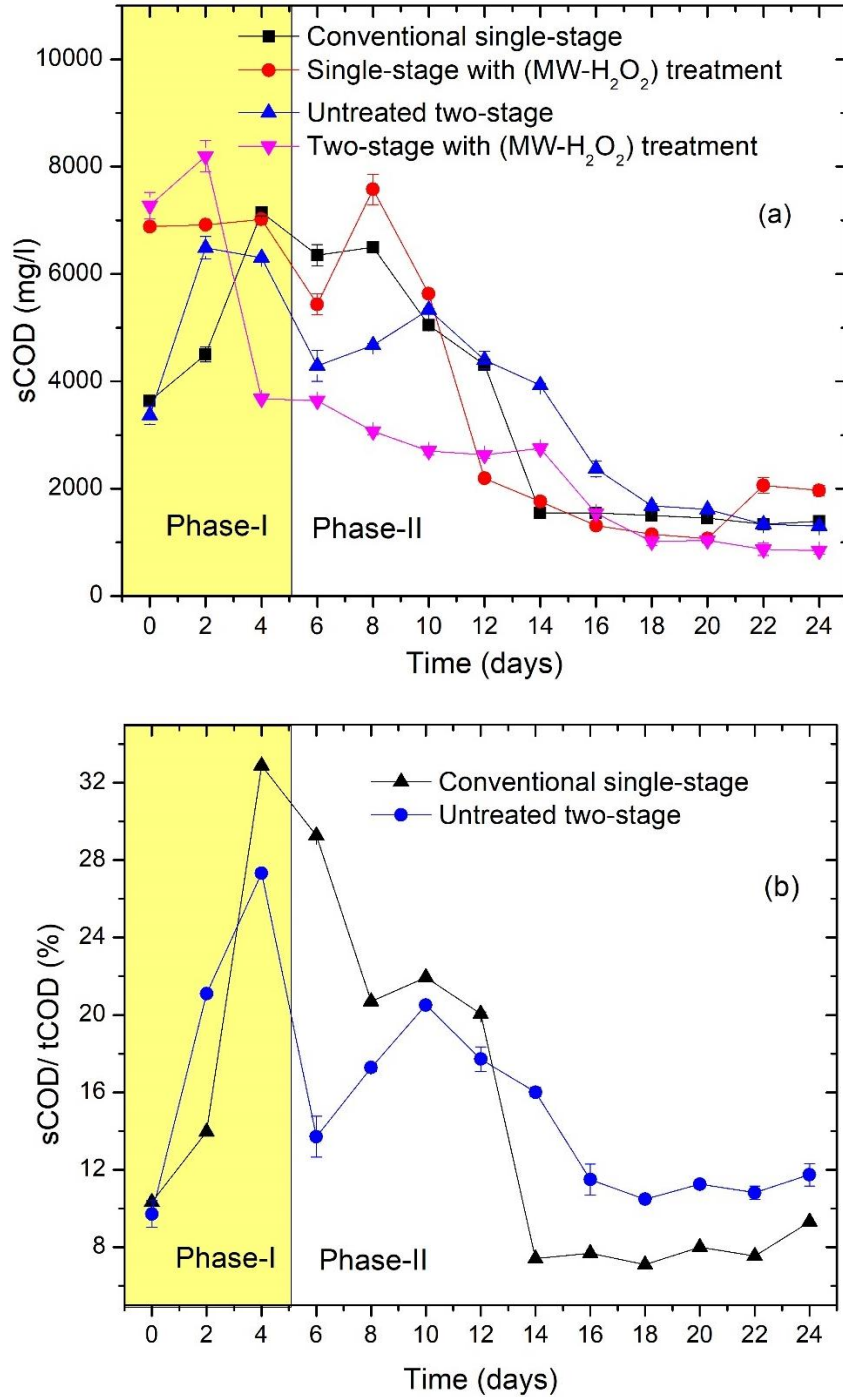 10000
8000
6000
4000
2000
0
sCOD (mg/l)
Conventional single-stage
Single-stage with (MW-H₂O₂) treatment
Untreated two-stage
Two-stage with (MW-H₂O₂) treatment
(a)
Phase-I
Phase-II
0 2 4 6 8 10 12 14 16 18 20 22 24
Time (days)
32
28
24
20
16
12
8
sCOD/ tCOD (%)
Conventional single-stage
Untreated two-stage
(b)
Phase-I
Phase-II
0 2 4 6 8 10 12 14 16 18 20 22 24
Time (days)